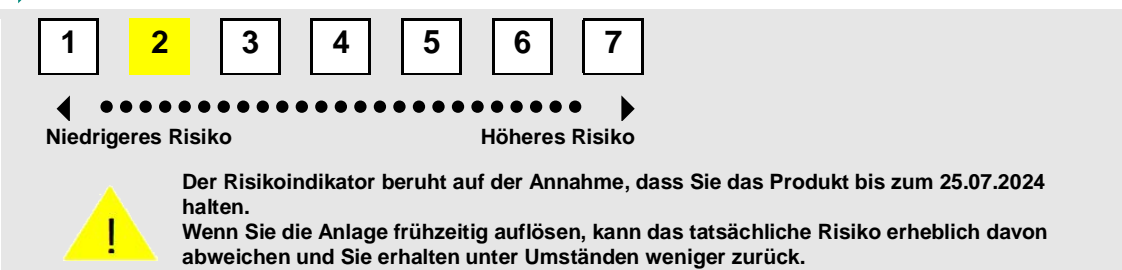 1 2 3 4 5 6 7
Niedrigeres Risiko Höheres Risiko
Der Risikoindikator beruht auf der Annahme, dass Sie das Produkt bis zum 25.07.2024
halten.
!
Wenn Sie die Anlage frühzeitig auflösen, kann das tatsächliche Risiko erheblich davon
abweichen und Sie erhalten unter Umständen weniger zurück.